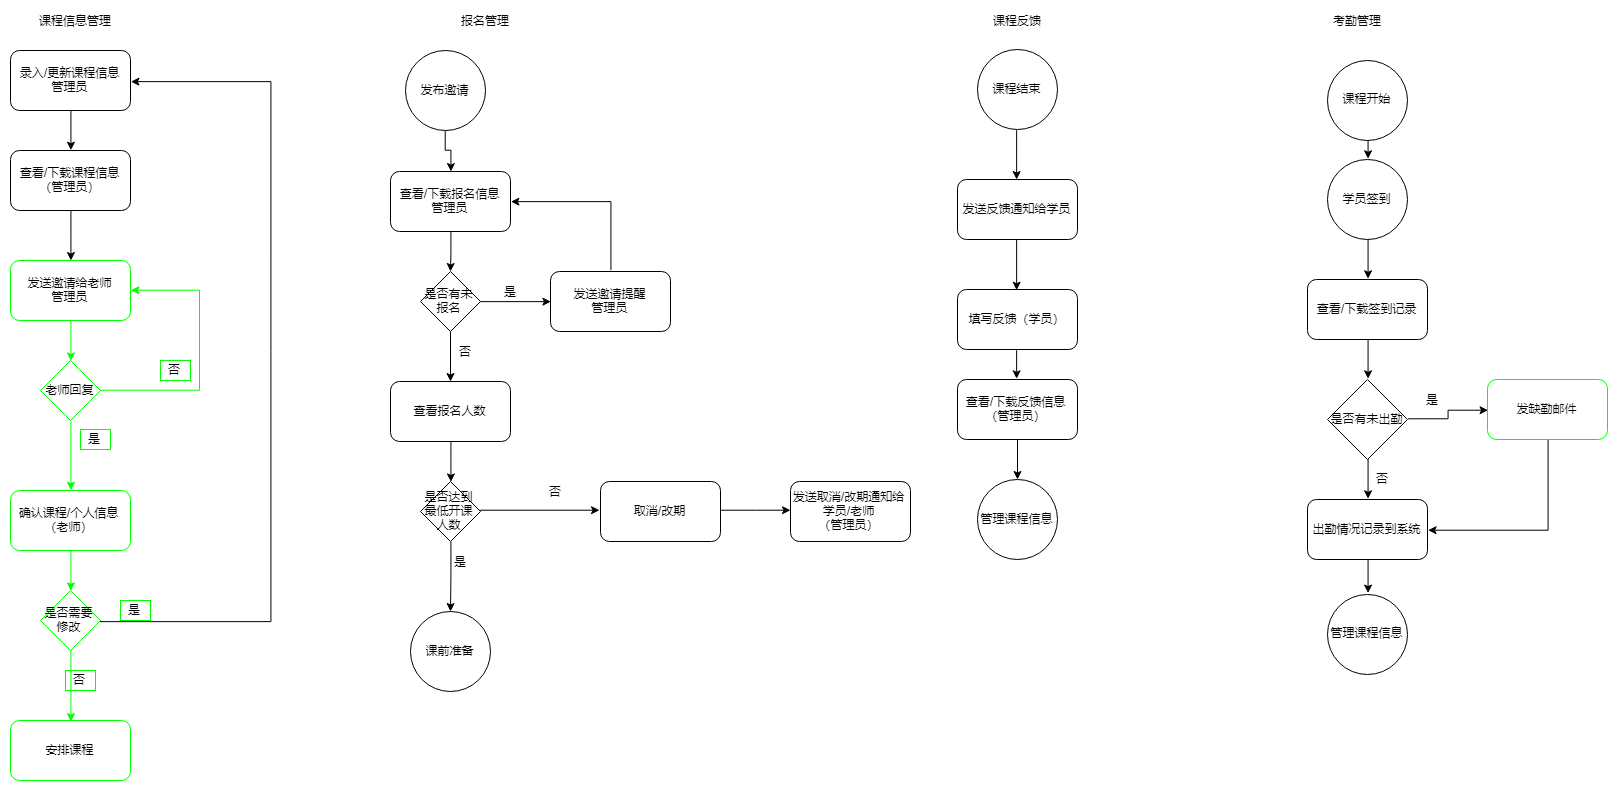 课程信息管理
录入/更新课程信息
管理员
查看/下载课程信息
（管理员）
发送邀请给老师
管理员
老师回复
否
是
确认课程/个人信息
（老师）
是否需要
修改
是
否
安排课程
报名管理
发布邀请
查看/下载报名信息
管理员
是否有未
报名
是
发送邀请提醒
管理员
否
查看报名人数
是否达到
最低开课
人数
否
取消/改期
发送取消/改期通知给
学员/老师
（管理员）
是
课前准备
课程反馈
课程结束
发送反馈通知给学员
填写反馈（学员）
查看/下载反馈信息
（管理员）
管理课程信息
考勤管理
课程开始
学员签到
查看/下载签到记录
是否有未出勤
是
发缺勤邮件
否
出勤情况记录到系统
管理课程信息